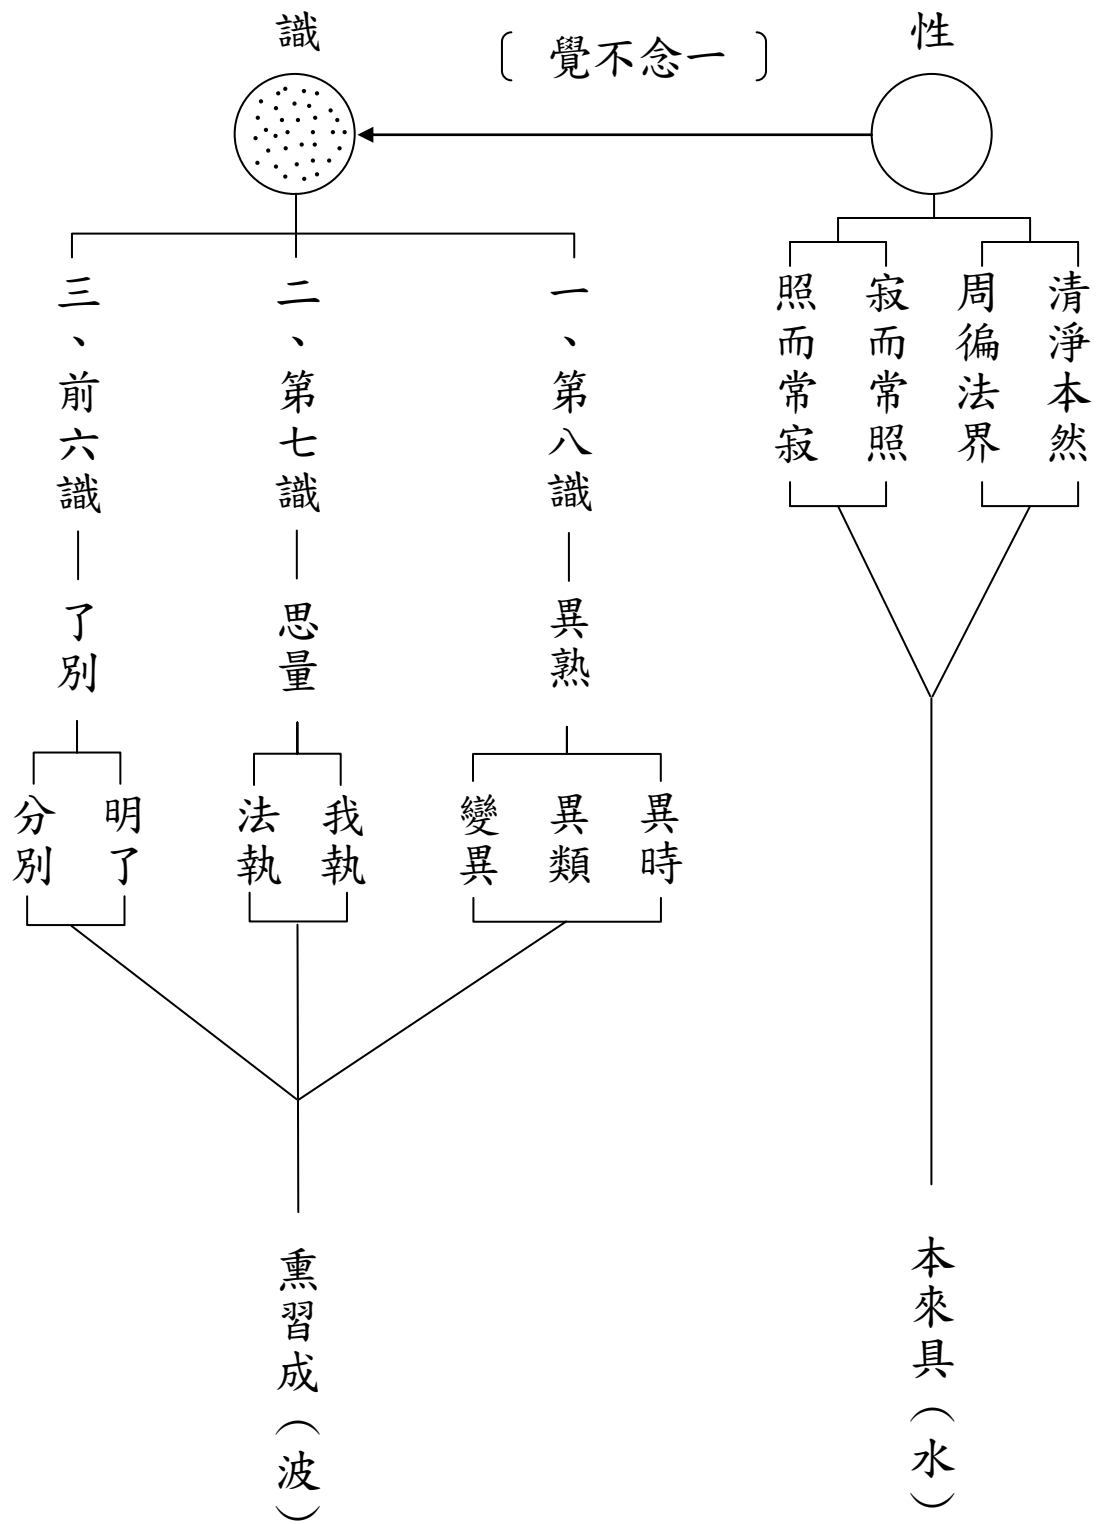 性
〔一念不覺〕
識
清淨本然
周徧法界
寂而常照
照而常寂
本來具(水)
一、第八識—異熟
異時
異類
變異
二、第七識—思量
我執
法執
三、前六識—了別
明了
分別
熏習成(波)